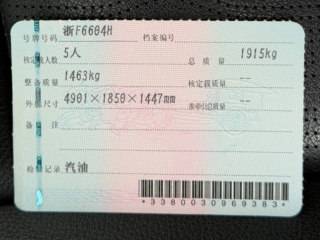 号牌号码 浙F6604H 档案编号
核定载人数 5人 总质量 1915kg
整备质量 1463kg 核定载质量 --
外廓尺寸 4901×1850×1447mm 准牵引总质量 --
备注
检验记录 汽油
*3380030969383*